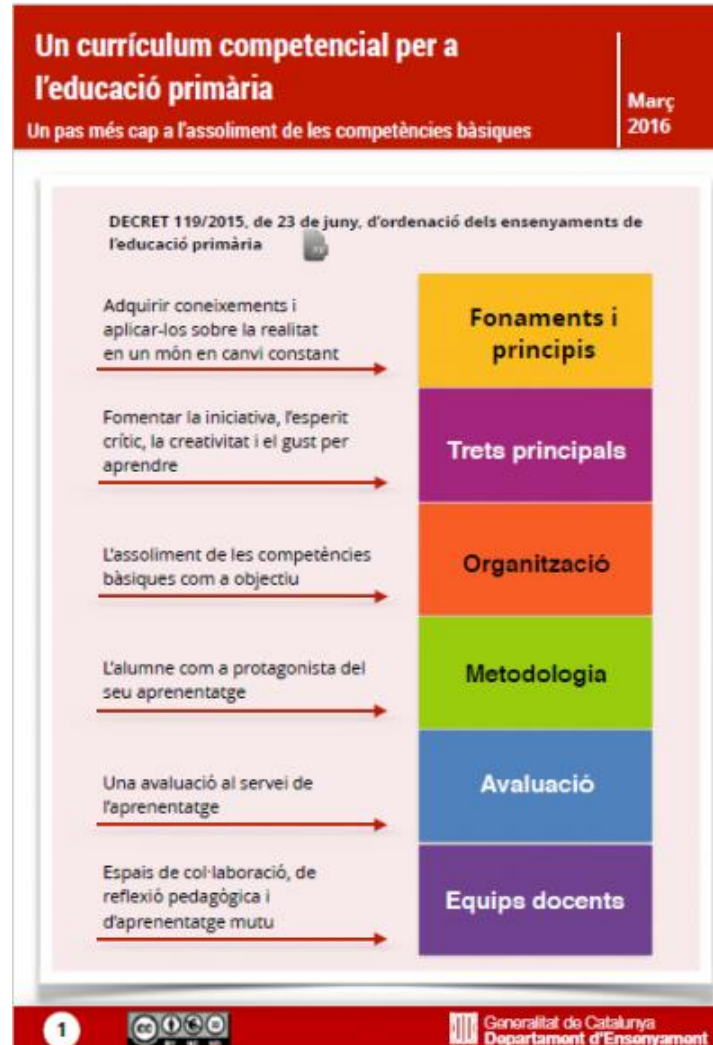 Un currículum competencial per a
l'educació primària
Un pas més cap a l'assoliment de les competències bàsiques
Març
2016
DECRET 119/2015, de 23 de juny, d'ordenació dels ensenyaments de
l'educació primària
Adquirir coneixements i
aplicar-los sobre la realitat
en un món en canvi constant
Fonaments i
principis
Fomentar la iniciativa, l'esperit
crític, la creativitat i el gust per
aprendre
Trets principals
L'assoliment de les competències
bàsiques com a objectiu
Organització
L'alumne com a protagonista del
seu aprenentatge
Metodologia
Una avaluació al servei de
l'aprenentatge
Avaluació
Espais de col·laboració, de
reflexió pedagògica i
d'aprenentatge mutu
Equips docents
1
cc
Generalitat de Catalunya
Departament d'Ensenyament